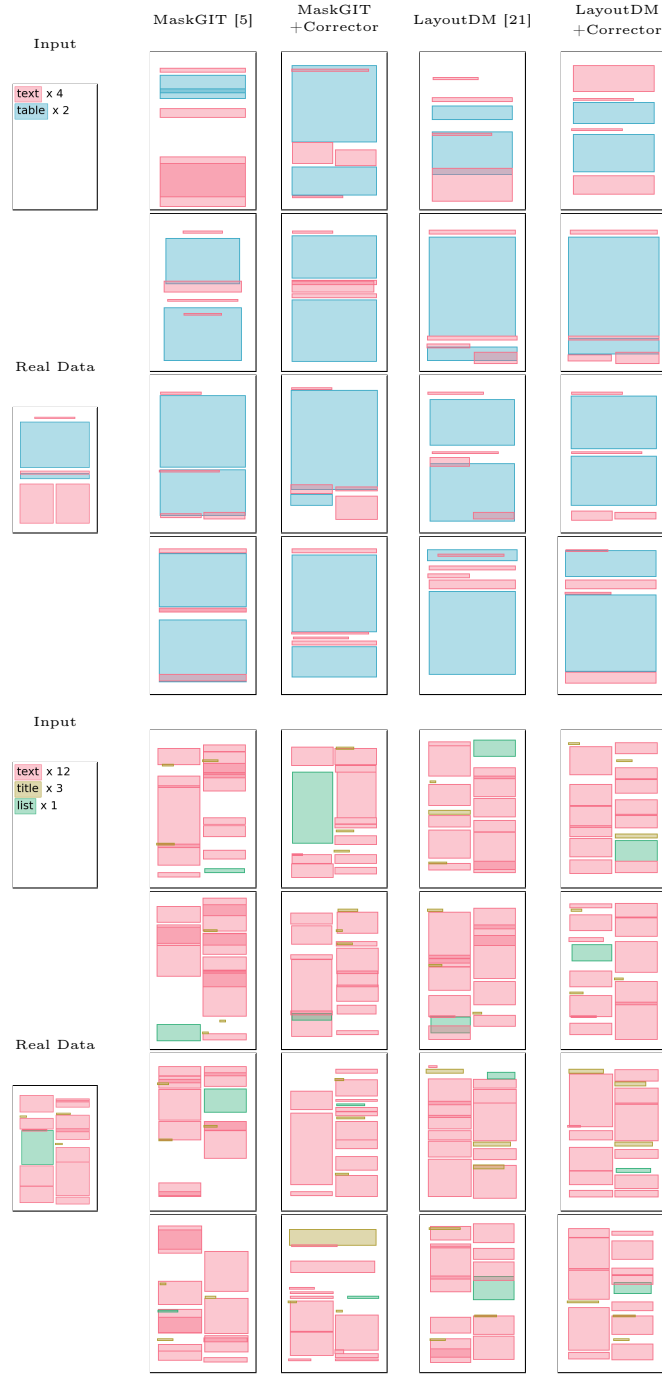 MaskGIT [5]
MaskGIT
+Corrector
LayoutDM [21]
LayoutDM
+Corrector
Input
text x 4
table x 2
Real Data
Input
text x 12
title x 3
list x 1
Real Data